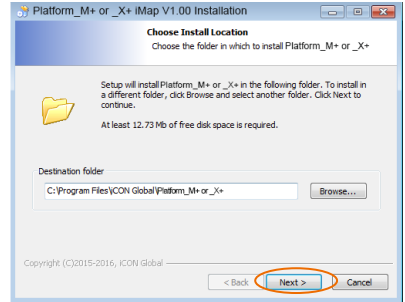 Platform_M+ or _X+ iMap V1.00 Installation
Choose Install Location
Choose the folder in which to install Platform_M+ or _X+
Setup will install Platform_M+ or _X+ in the following folder. To install in
a different folder, click Browse and select another folder. Click Next to
continue.
At least 12.73 Mb of free disk space is required.
Destination folder
C:\Program Files\iCON Global\Platfrom_M+ or _X+
Browse...
Copyright (C)2015-2016, iCON Global
< Back
Next >
Cancel